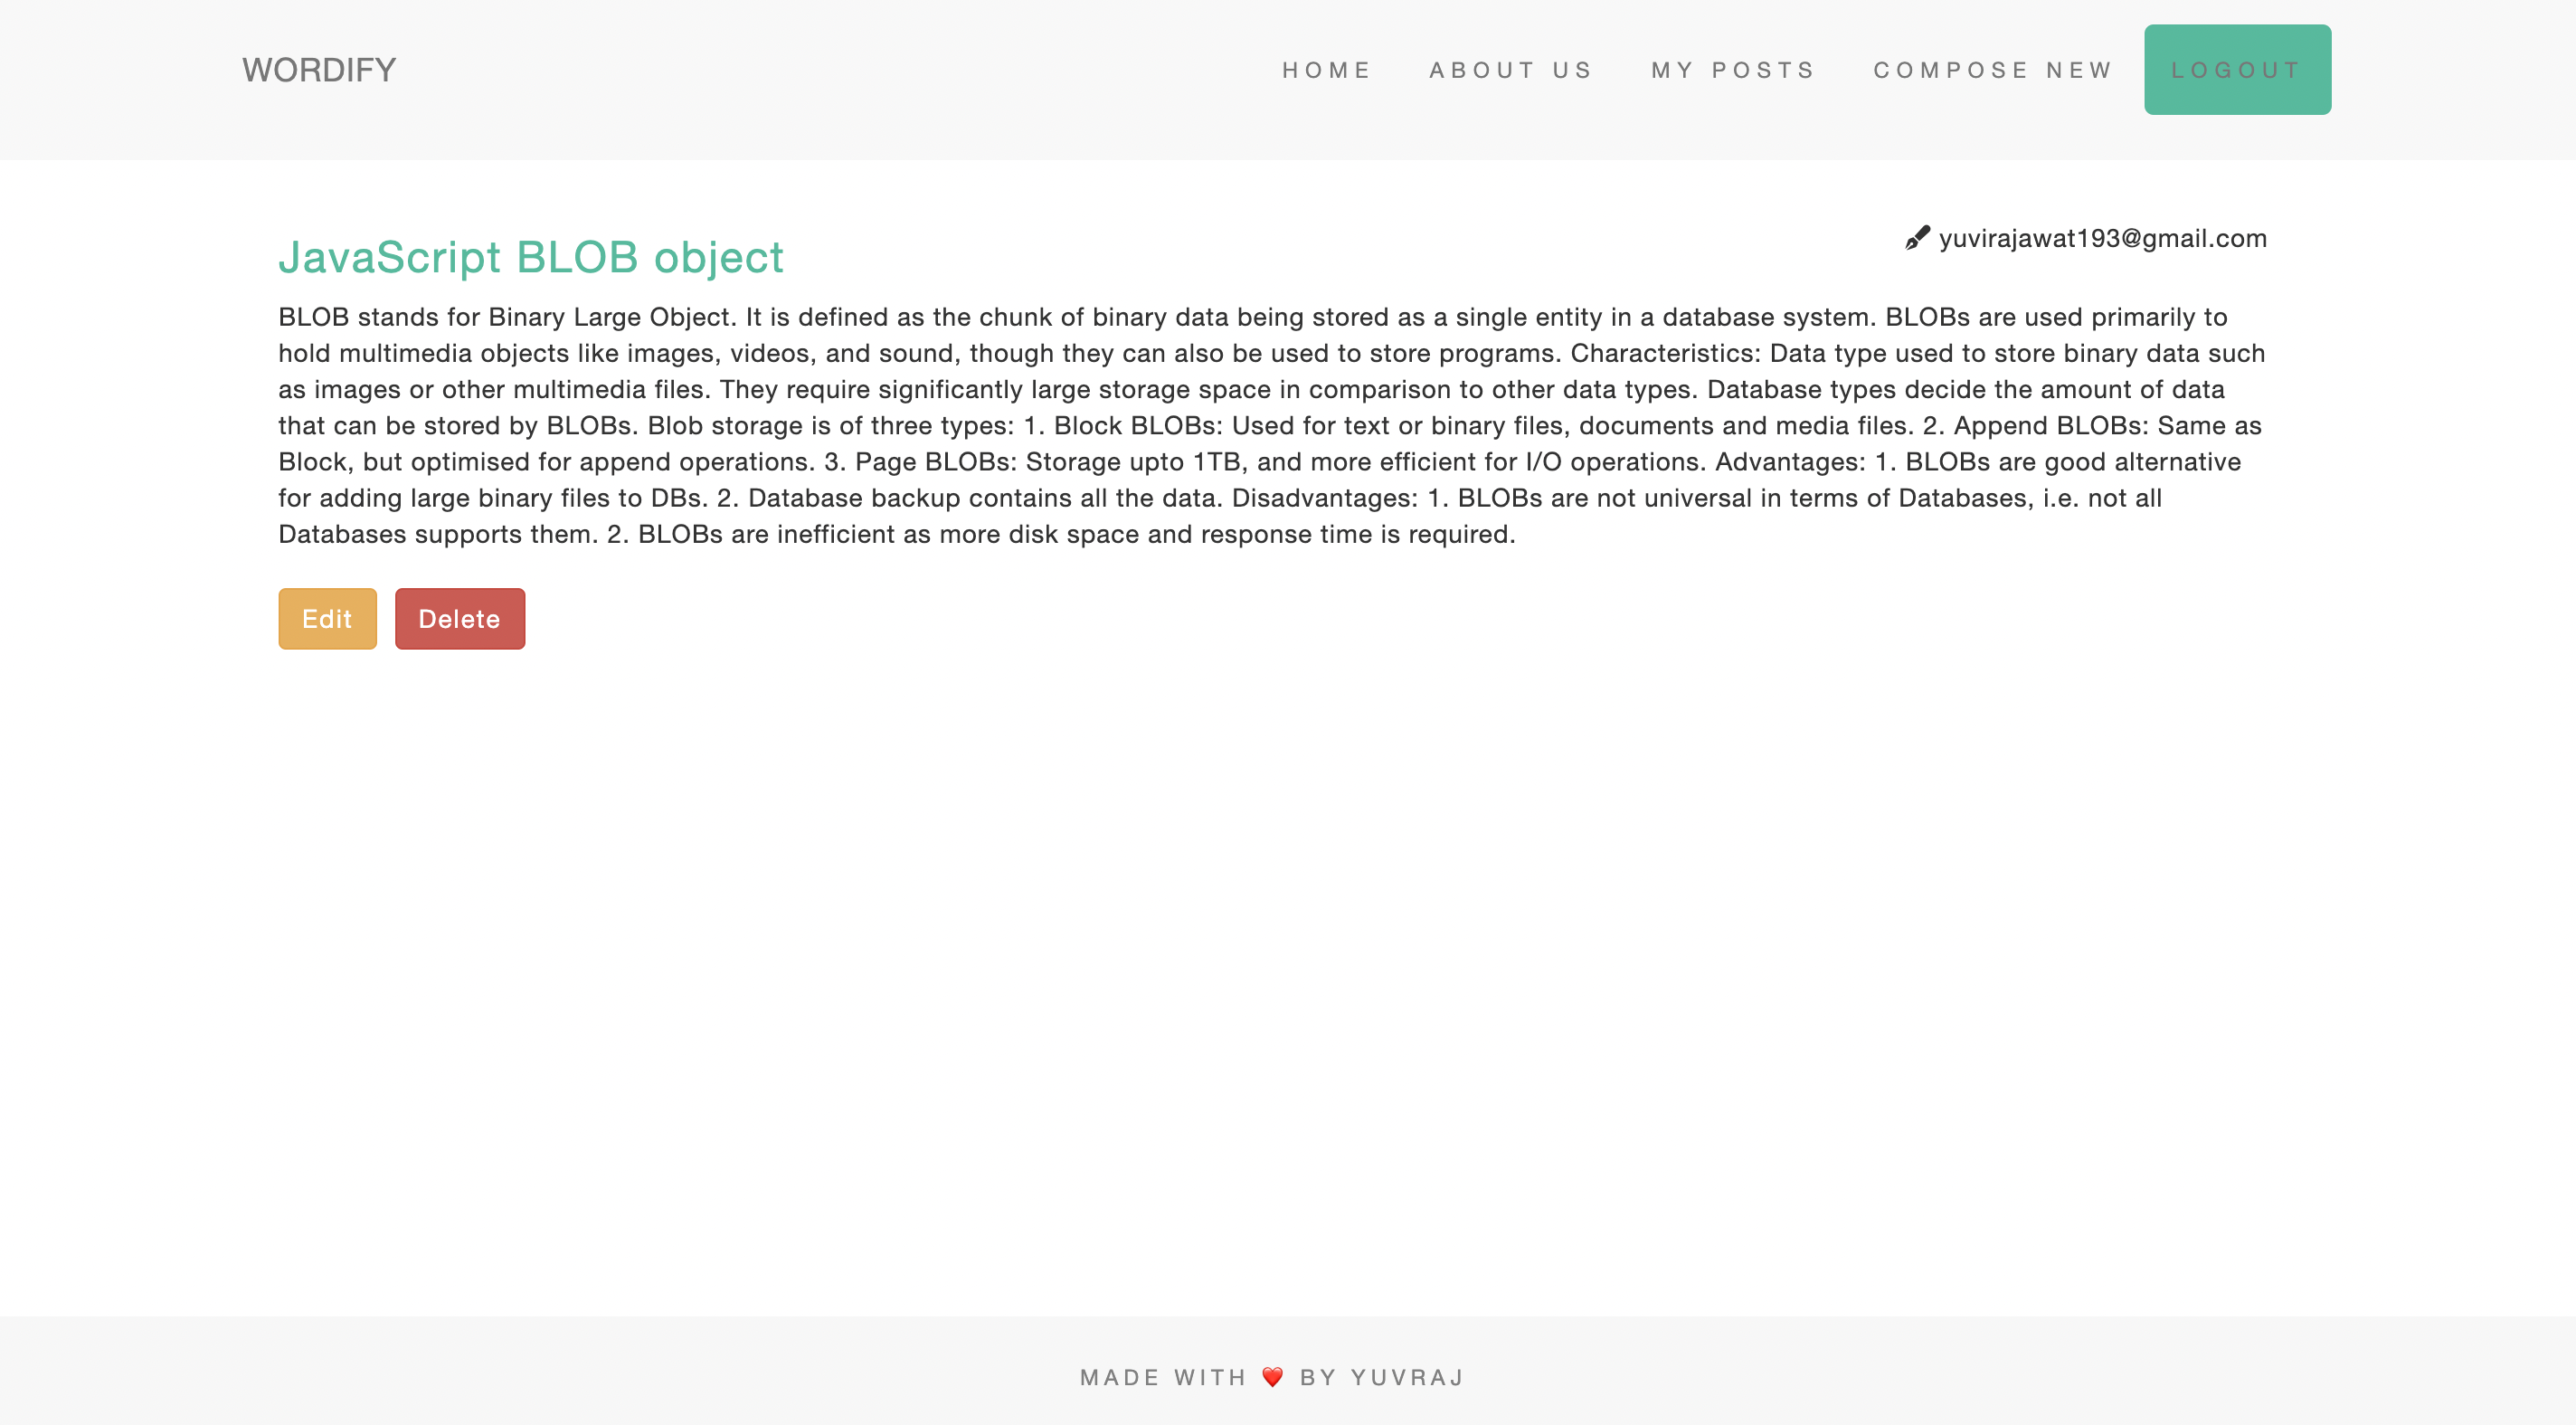 WORDIFY
HOME ABOUT US MY POSTS COMPOSE NEW LOGOUT
JavaScript BLOB object
yuvirajawat193@gmail.com
BLOB stands for Binary Large Object. It is defined as the chunk of binary data being stored as a single entity in a database system. BLOBs are used primarily to
hold multimedia objects like images, videos, and sound, though they can also be used to store programs. Characteristics: Data type used to store binary data such
as images or other multimedia files. They require significantly large storage space in comparison to other data types. Database types decide the amount of data
that can be stored by BLOBs. Blob storage is of three types: 1. Block BLOBs: Used for text or binary files, documents and media files. 2. Append BLOBs: Same as
Block, but optimised for append operations. 3. Page BLOBs: Storage upto 1TB, and more efficient for I/O operations. Advantages: 1. BLOBs are good alternative
for adding large binary files to DBs. 2. Database backup contains all the data. Disadvantages: 1. BLOBs are not universal in terms of Databases, i.e. not all
Databases supports them. 2. BLOBs are inefficient as more disk space and response time is required.
Edit Delete
MADE WITH ❤️ BY YUVRAJ